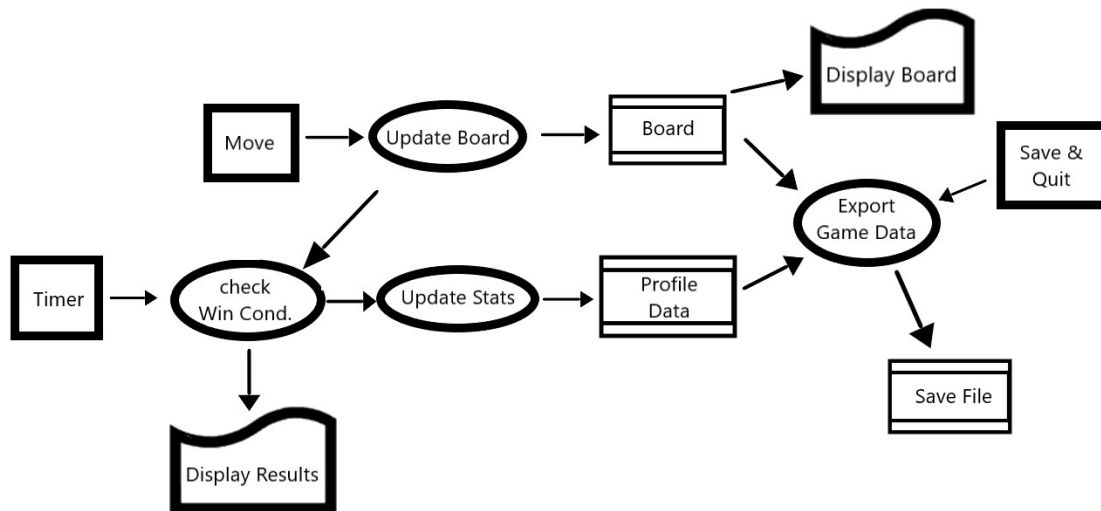 Display Board
Move
Update Board
Board
Save &
Quit
Export
Game Data
Timer
check
Win Cond.
Update Stats
Profile
Data
Save File
Display Results